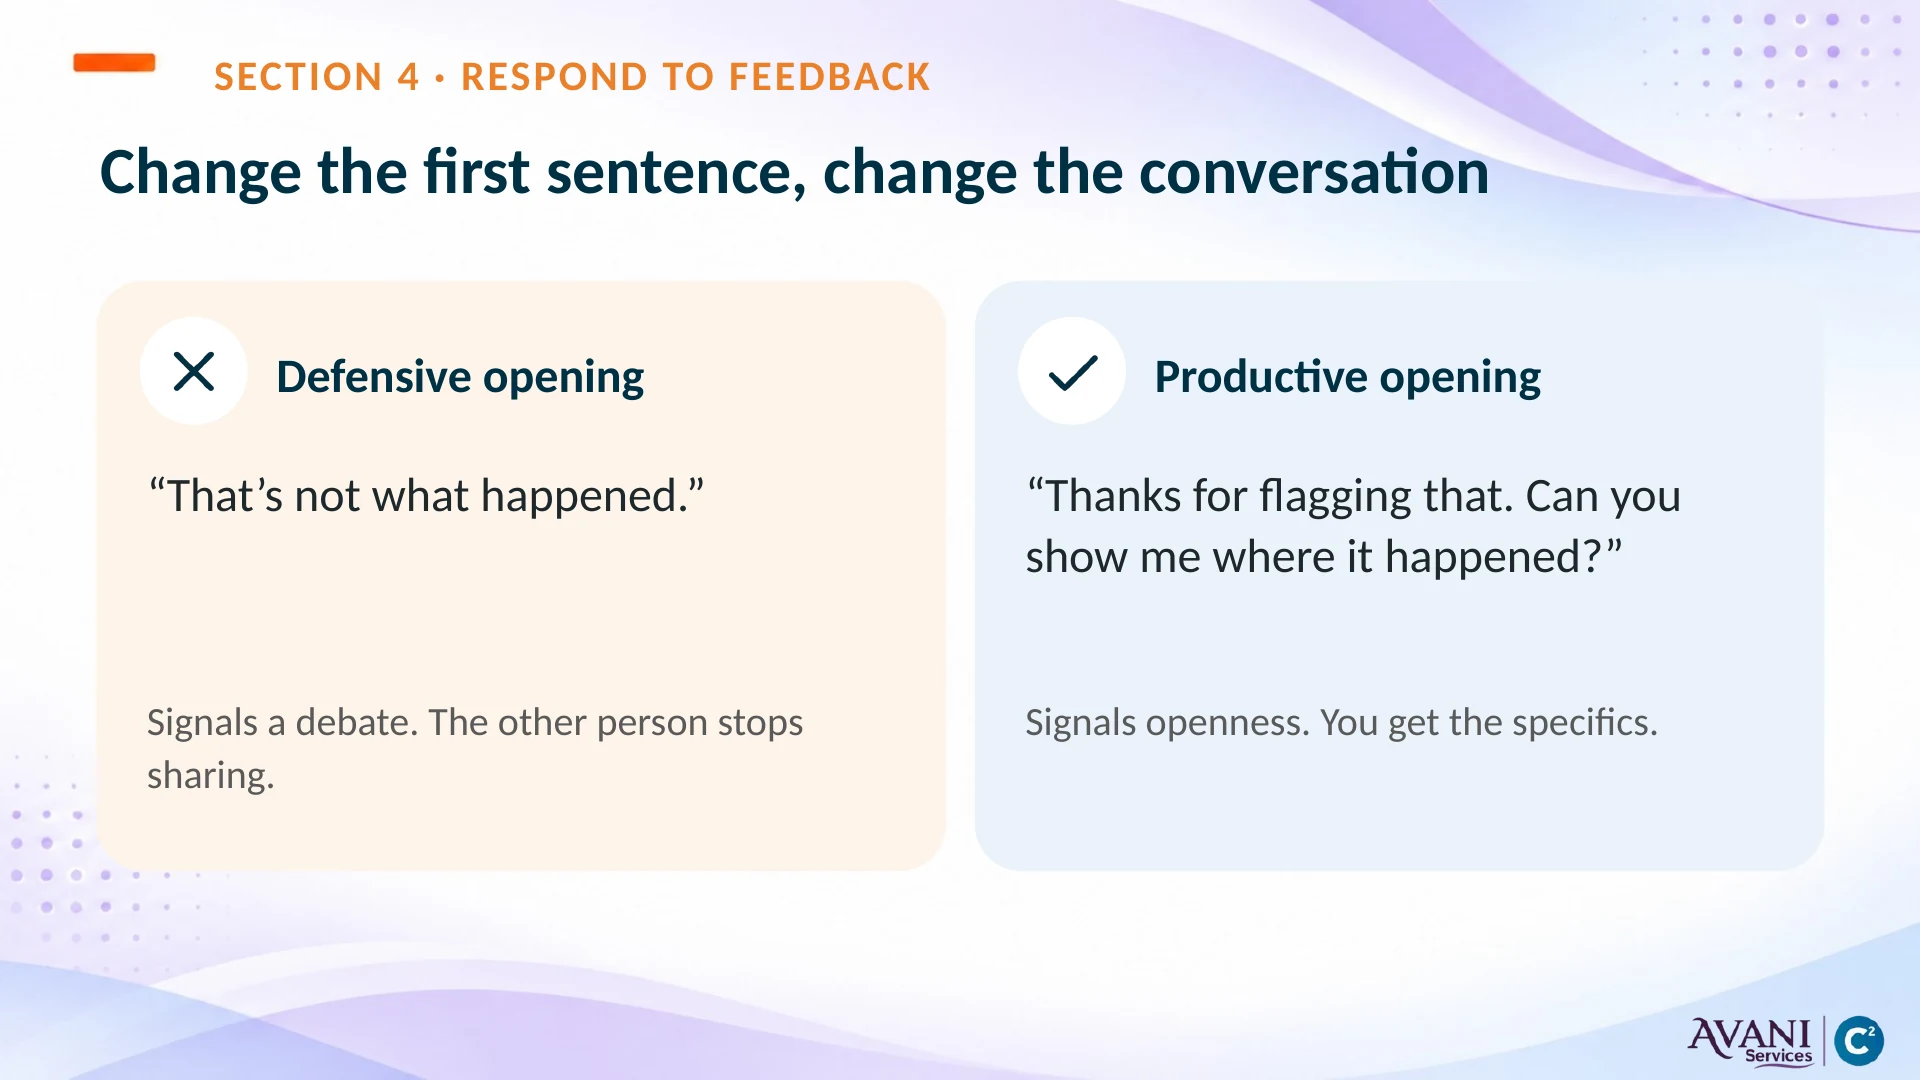 SECTION 4 · RESPOND TO FEEDBACK
Change the first sentence, change the conversation
Defensive opening
“That’s not what happened.”
Signals a debate. The other person stops
sharing.
Productive opening
“Thanks for flagging that. Can you
show me where it happened?”
Signals openness. You get the specifics.
AVANI
Services
C²